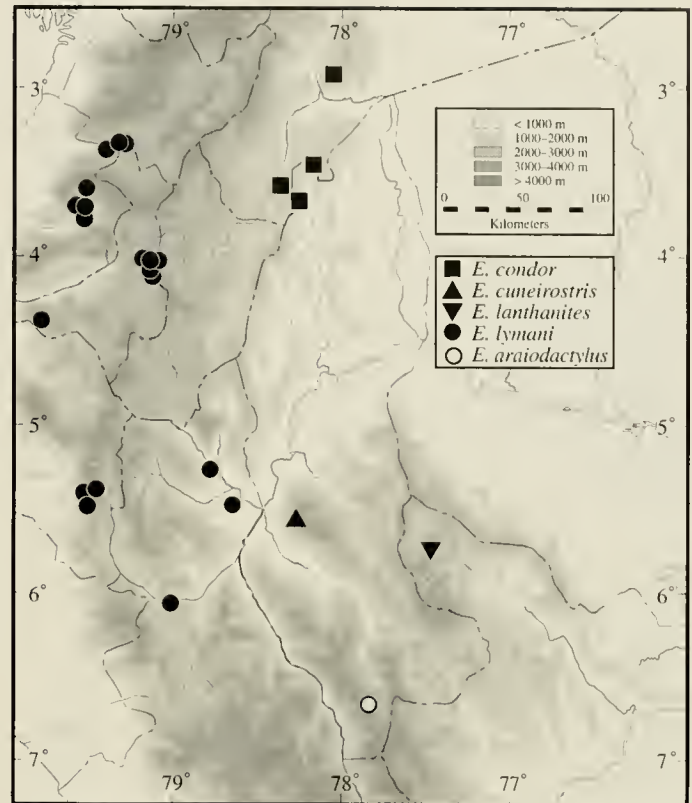 79° 78° 77°
3° 3°
< 1000 m
1000–2000 m
2000–3000 m
3000–4000 m
> 4000 m
0 50 100
Kilometers
4° 4°
E. condor
E. cuneirostris
E. lanthanites
E. lymani
E. araiodactylus
5° 5°
6° 6°
7° 7°
79° 78° 77°